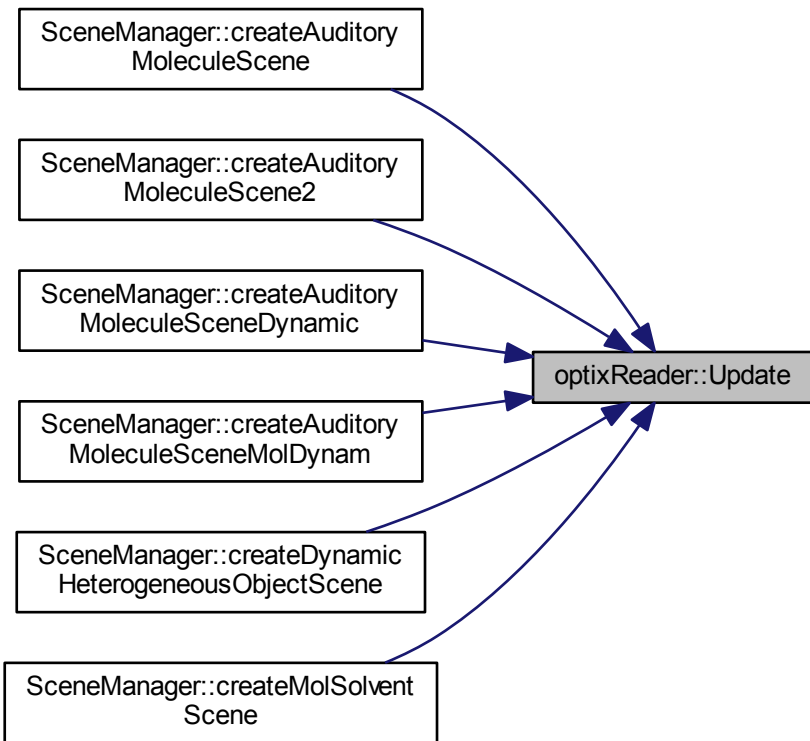 SceneManager::createAuditory
MoleculeScene
SceneManager::createAuditory
MoleculeScene2
SceneManager::createAuditory
MoleculeSceneDynamic
optixReader::Update
SceneManager::createAuditory
MoleculeSceneMolDynam
SceneManager::createDynamic
HeterogeneousObjectScene
SceneManager::createMolSolvent
Scene